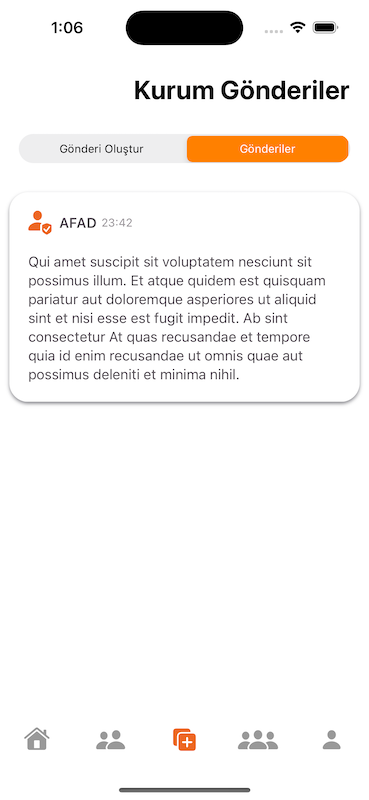 1:06
Kurum Gönderiler
Gönderi Oluştur
Gönderiler
AFAD 23:42
Qui amet suscipit sit voluptatem nesciunt sit
possimus illum. Et atque quidem est quisquam
pariatur aut doloremque asperiores ut aliquid
sint et nisi esse est fugit impedit. Ab sint
consectetur At quas recusandae et tempore
quia id enim recusandae ut omnis quae aut
possimus deleniti et minima nihil.